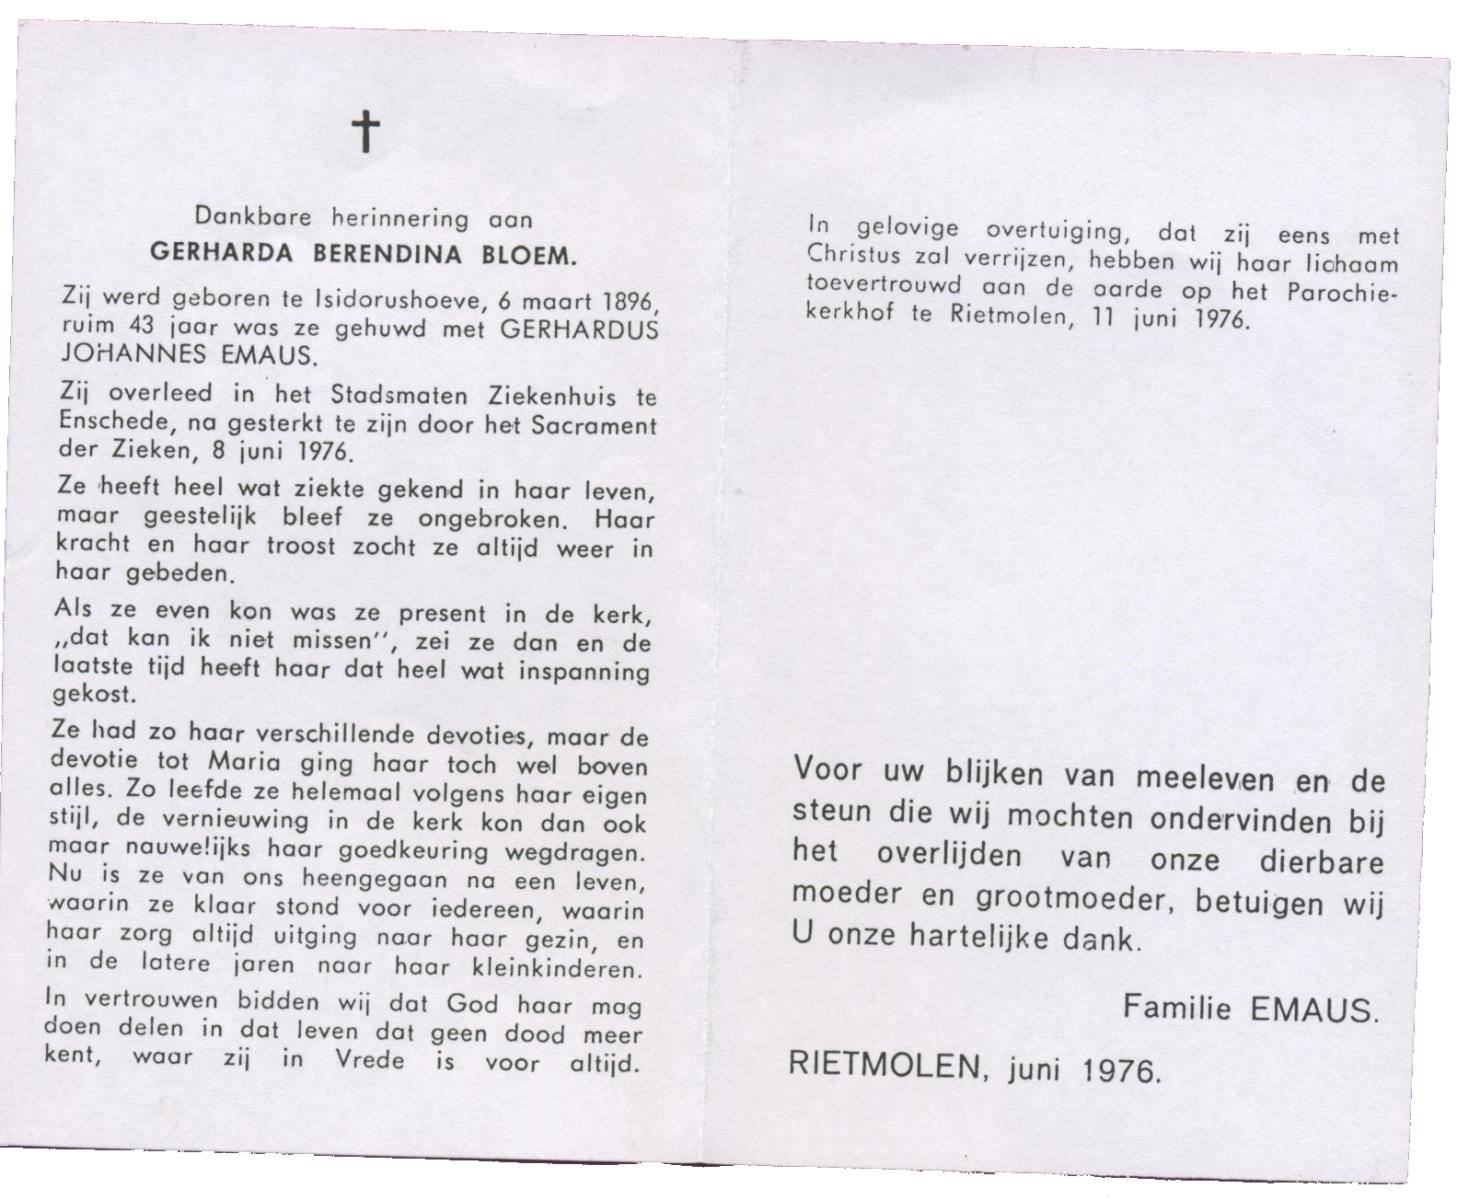 Dankbare herinnering aan
GERHARDA BERENDINA BLOEM.
Zij werd geboren te Isidorushoeve, 6 maart 1896,
ruim 43 jaar was ze gehuwd met GERHARDUS
JOHANNES EMAUS.
Zij overleed in het Stadsmaten Ziekenhuis te
Enschede, na gesterkt te zijn door het Sacrament
der Zieken, 8 juni 1976.
Ze heeft heel wat ziekte gekend in haar leven,
maar geestelijk bleef ze ongebroken. Haar
kracht en haar troost zocht ze altijd weer in
haar gebeden.
Als ze even kon was ze present in de kerk,
,,dat kan ik niet missen'', zei ze dan en de
laatste tijd heeft haar dat heel wat inspanning
gekost.
Ze had zo haar verschillende devoties, maar de
devotie tot Maria ging haar toch wel boven
alles. Zo leefde ze helemaal volgens haar eigen
stijl, de vernieuwing in de kerk kon dan ook
maar nauwelijks haar goedkeuring wegdragen.
Nu is ze van ons heengegaan na een leven,
waarin ze klaar stond voor iedereen, waarin
haar zorg altijd uitging naar haar gezin, en
in de latere jaren naar haar kleinkinderen.
In vertrouwen bidden wij dat God haar mag
doen delen in dat leven dat geen dood meer
kent, waar zij in Vrede is voor altijd.
In gelovige overtuiging, dat zij eens met
Christus zal verrijzen, hebben wij haar lichaam
toevertrouwd aan de aarde op het Parochie-
kerkhof te Rietmolen, 11 juni 1976.
Voor uw blijken van meeleven en de
steun die wij mochten ondervinden bij
het overlijden van onze dierbare
moeder en grootmoeder, betuigen wij
U onze hartelijke dank.
Familie EMAUS.
RIETMOLEN, juni 1976.